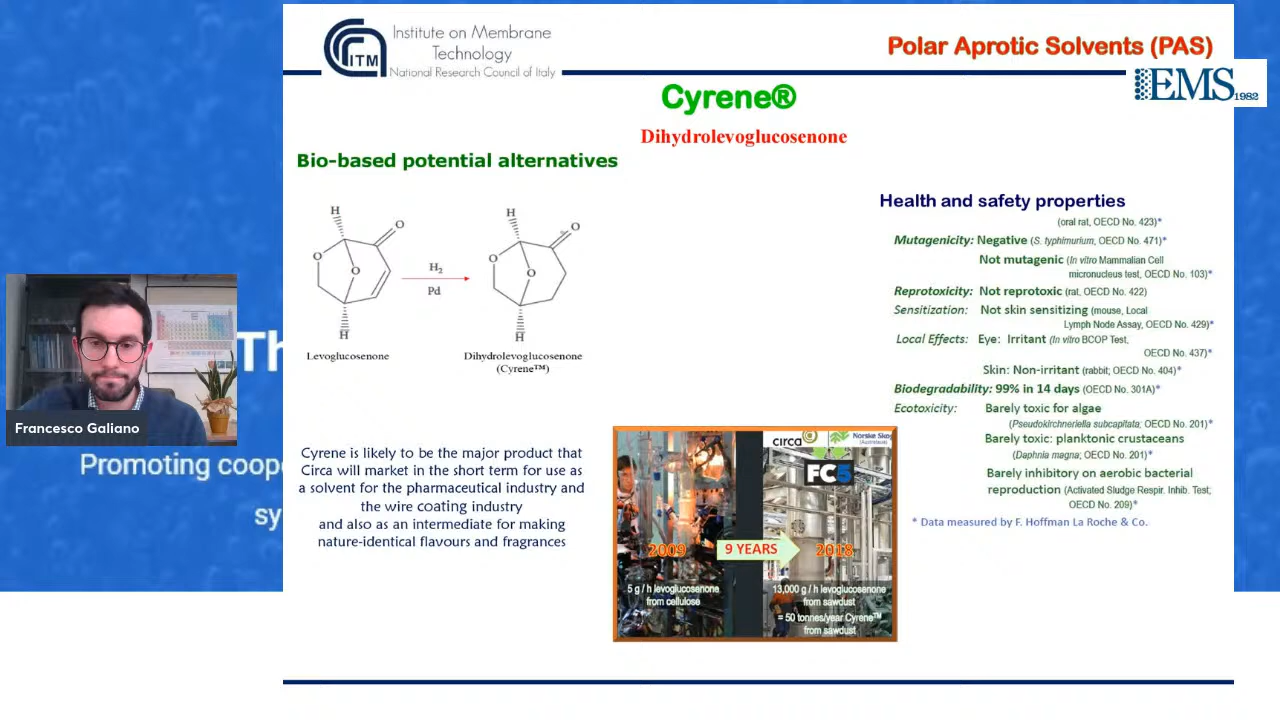 Institute on Membrane
Technology
National Research Council of Italy
ITM
Polar Aprotic Solvents (PAS)
EMS
1982
Cyrene®
Dihydrolevoglucosenone
Bio-based potential alternatives
H
O
O
O
H
H₂
Pd
H
O
O
O
H
Levoglucosenone
Dihydrolevoglucosenone
(Cyrene™)
Health and safety properties
(oral rat, OECD No. 423)*
Mutagenicity: Negative (S. typhimurium, OECD No. 471)*
Not mutagenic (In vitro Mammalian Cell
micronucleus test, OECD No. 103)*
Reprotoxicity: Not reprotoxic (rat, OECD No. 422)
Sensitization: Not skin sensitizing (mouse, Local
Lymph Node Assay, OECD No. 429)*
Local Effects: Eye: Irritant (In vitro BCOP Test,
OECD No. 437)*
Skin: Non-irritant (rabbit; OECD No. 404)*
Biodegradability: 99% in 14 days (OECD No. 301A)*
Ecotoxicity: Barely toxic for algae
(Pseudokirchneriella subcapitata; OECD No. 201)*
Barely toxic: planktonic crustaceans
(Daphnia magna; OECD No. 201)*
Barely inhibitory on aerobic bacterial
reproduction (Activated Sludge Respir. Inhib. Test;
OECD No. 209)*
* Data measured by F. Hoffman La Roche & Co.
Cyrene is likely to be the major product that
Circa will market in the short term for use as
a solvent for the pharmaceutical industry and
the wire coating industry
and also as an intermediate for making
nature-identical flavours and fragrances
circa
Norske Skog
FC5
2009
9 YEARS
2018
5 g / h levoglucosenone
from cellulose
13,000 g / h levoglucosenone
from sawdust
= 50 tonnes/year Cyrene™
from sawdust
Francesco Galiano
Th
Promoting coope
sy